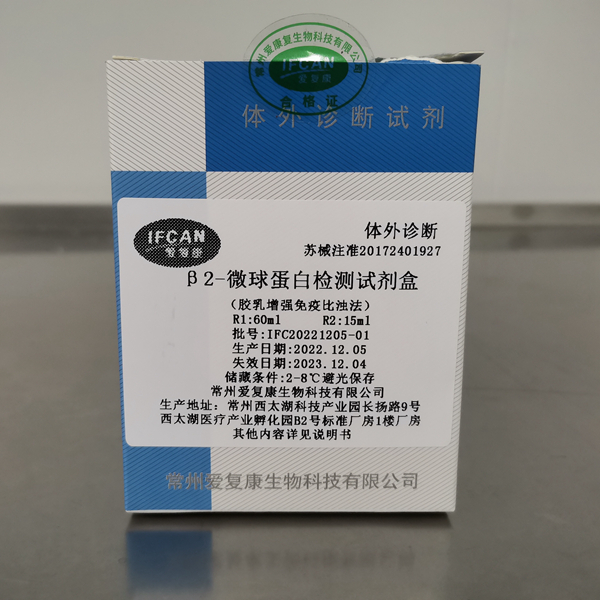 常州爱康复生物科技有限公司
IFCAN
爱复康
合格证
体外诊断试剂
IFCAN
爱复康
体外诊断
苏械注准20172401927
β2-微球蛋白检测试剂盒
（胶乳增强免疫比浊法）
R1:60ml R2:15ml
批号:IFC20221205-01
生产日期:2022.12.05
失效日期:2023.12.04
储藏条件:2-8℃避光保存
常州爱复康生物科技有限公司
生产地址：常州西太湖科技产业园长扬路9号
西太湖医疗产业孵化园B2号标准厂房1楼厂房
其他内容详见说明书
常州爱复康生物科技有限公司